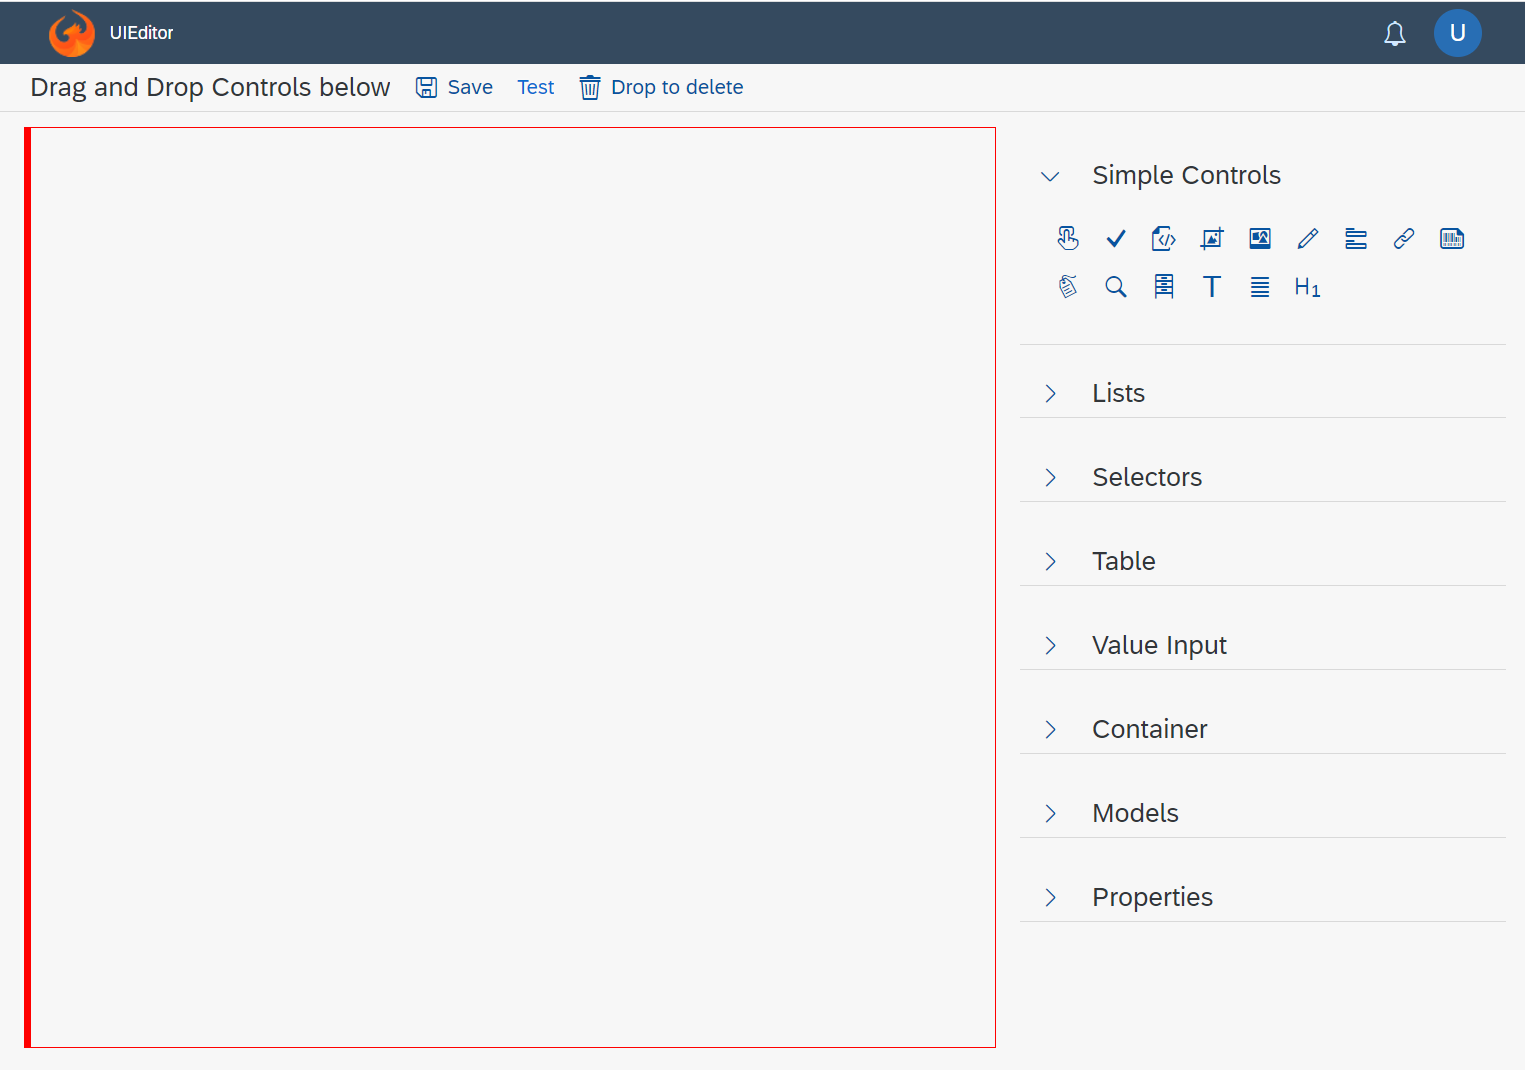 UIEditor
U
Drag and Drop Controls below
Save
Test
Drop to delete
Simple Controls
T
H1
Lists
Selectors
Table
Value Input
Container
Models
Properties